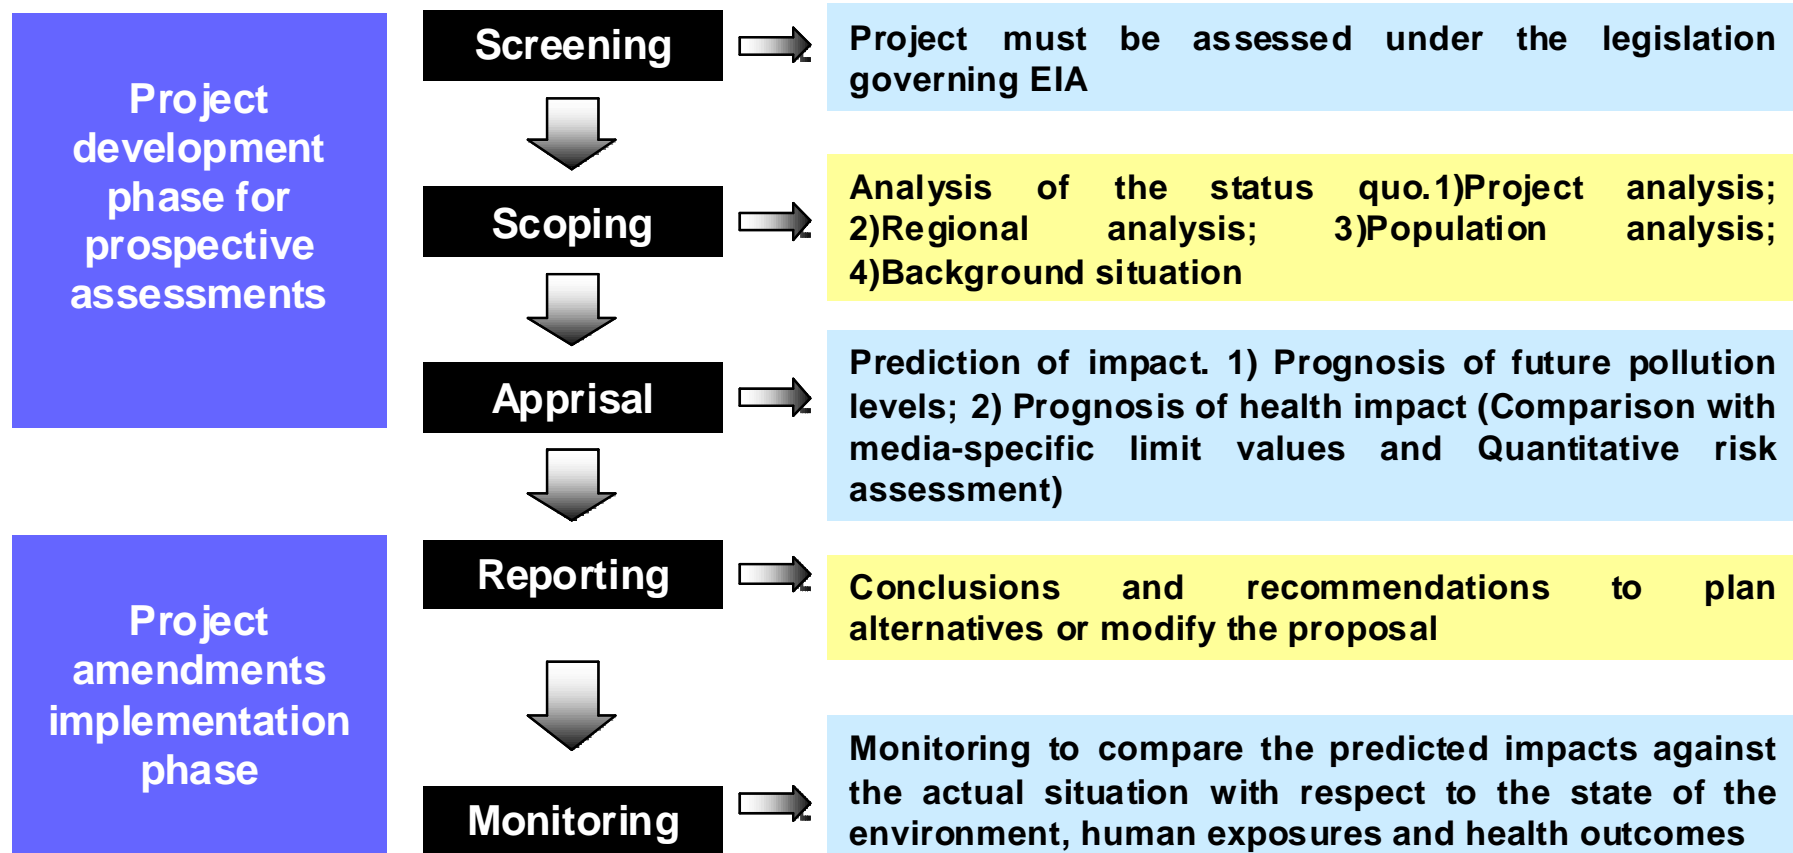 Project
development
phase for
prospective
assessments
Screening
Project must be assessed under the legislation
governing EIA
Scoping
Analysis of the status quo.1)Project analysis;
2)Regional analysis; 3)Population analysis;
4)Background situation
Apprisal
Prediction of impact. 1) Prognosis of future pollution
levels; 2) Prognosis of health impact (Comparison with
media-specific limit values and Quantitative risk
assessment)
Project
amendments
implementation
phase
Reporting
Conclusions and recommendations to plan
alternatives or modify the proposal
Monitoring
Monitoring to compare the predicted impacts against
the actual situation with respect to the state of the
environment, human exposures and health outcomes